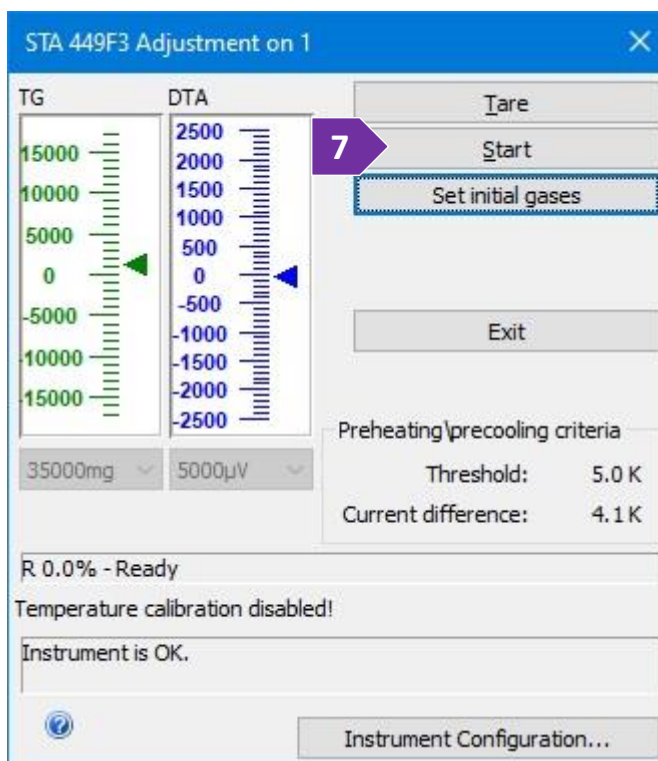 STA 449F3 Adjustment on 1
TG
DTA
15000
10000
5000
0
-5000
10000
15000
2500
2000
1500
1000
500
0
-500
-1000
-1500
-2000
-2500
35000mg
5000µV
7
Tare
Start
Set initial gases
Exit
Preheating\precooling criteria
Threshold: 5.0 K
Current difference: 4.1 K
R 0.0% - Ready
Temperature calibration disabled!
Instrument is OK.
?
Instrument Configuration...